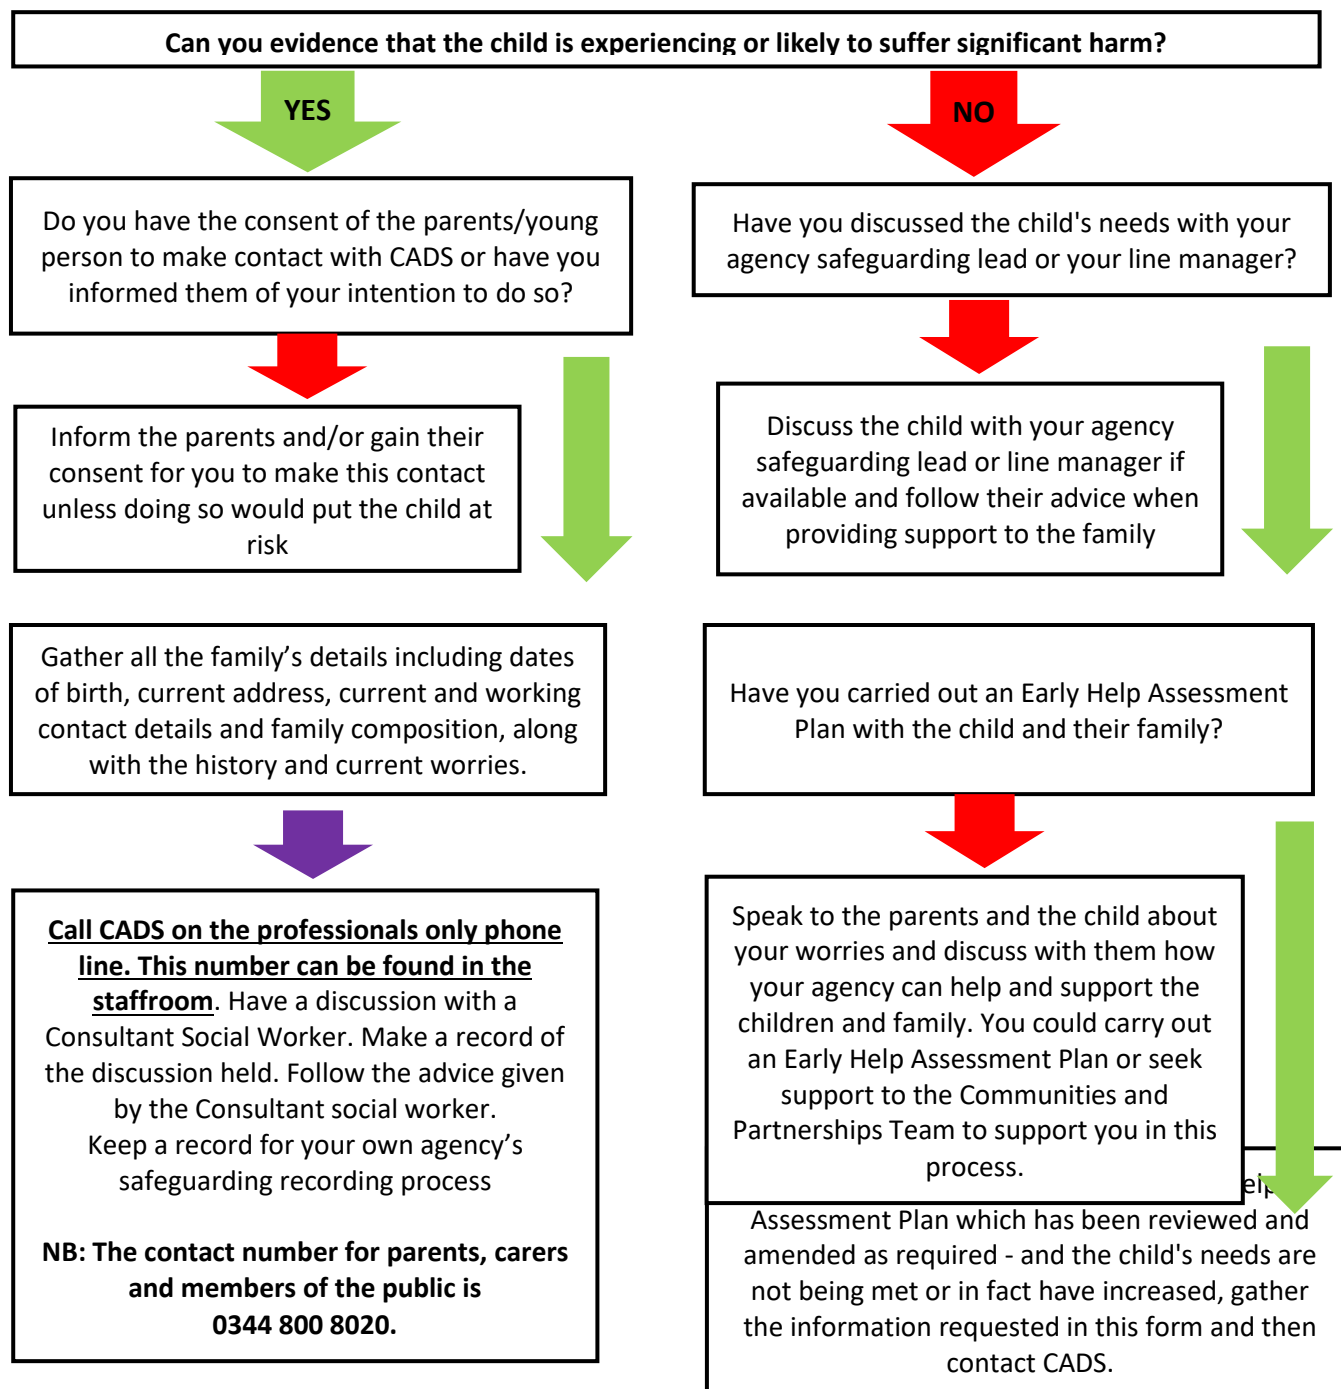 Can you evidence that the child is experiencing or likely to suffer significant harm?
YES
NO
Do you have the consent of the parents/young
person to make contact with CADS or have you
informed them of your intention to do so?
Have you discussed the child's needs with your
agency safeguarding lead or your line manager?
Inform the parents and/or gain their
consent for you to make this contact
unless doing so would put the child at
risk
Discuss the child with your agency
safeguarding lead or line manager if
available and follow their advice when
providing support to the family
Gather all the family’s details including dates
of birth, current address, current and working
contact details and family composition, along
with the history and current worries.
Have you carried out an Early Help Assessment
Plan with the child and their family?
Call CADS on the professionals only phone
line. This number can be found in the
staffroom. Have a discussion with a
Consultant Social Worker. Make a record of
the discussion held. Follow the advice given
by the Consultant social worker.
Keep a record for your own agency’s
safeguarding recording process
NB: The contact number for parents, carers
and members of the public is
0344 800 8020.
Speak to the parents and the child about
your worries and discuss with them how
your agency can help and support the
children and family. You could carry out
an Early Help Assessment Plan or seek
support to the Communities and
Partnerships Team to support you in this
process.
Assessment Plan which has been reviewed and
amended as required - and the child's needs are
not being met or in fact have increased, gather
the information requested in this form and then
contact CADS.